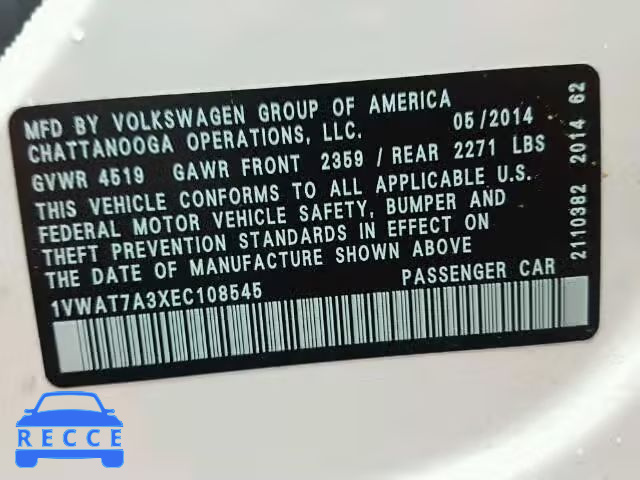 MFD BY VOLKSWAGEN GROUP OF AMERICA
CHATTANOOGA OPERATIONS, LLC. 05/2014
GVWR 4519 GAWR FRONT 2359 / REAR 2271 LBS
THIS VEHICLE CONFORMS TO ALL APPLICABLE U.S.
FEDERAL MOTOR VEHICLE SAFETY, BUMPER AND
THEFT PREVENTION STANDARDS IN EFFECT ON
THE DATE OF MANUFACTURE SHOWN ABOVE
1VWAT7A3XEC108545 PASSENGER CAR
2110382 2014 62
RECCE